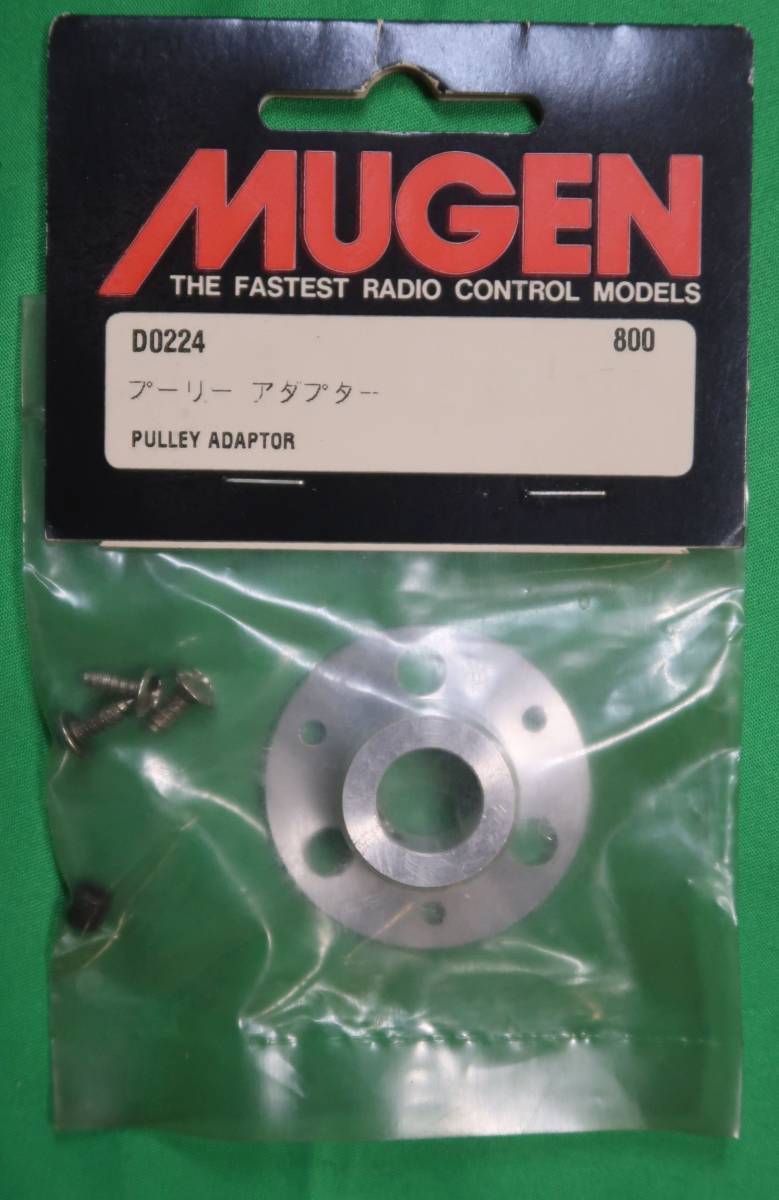 MUGEN
THE FASTEST RADIO CONTROL MODELS
D0224 800
プーリー アダプター
PULLEY ADAPTOR